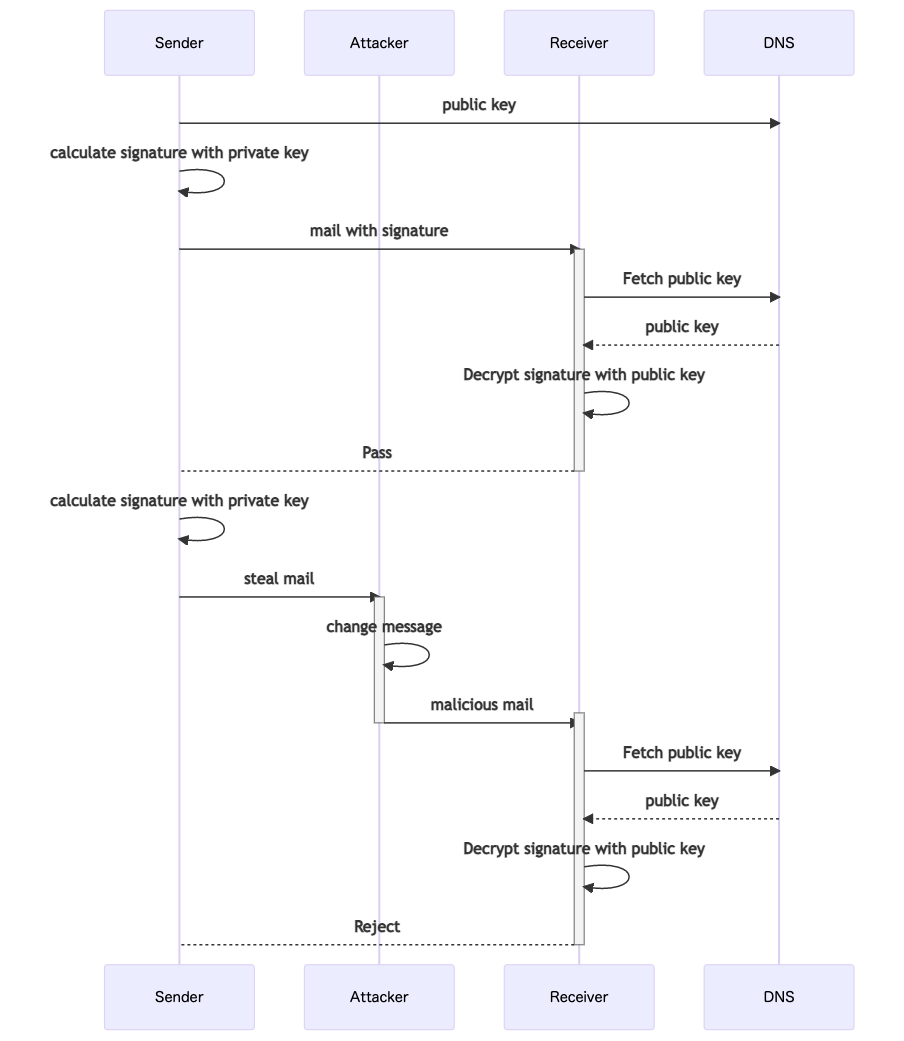 Sender
Attacker
Receiver
DNS
public key
calculate signature with private key
mail with signature
Fetch public key
public key
Decrypt signature with public key
Pass
calculate signature with private key
steal mail
change message
malicious mail
Fetch public key
public key
Decrypt signature with public key
Reject
Sender
Attacker
Receiver
DNS